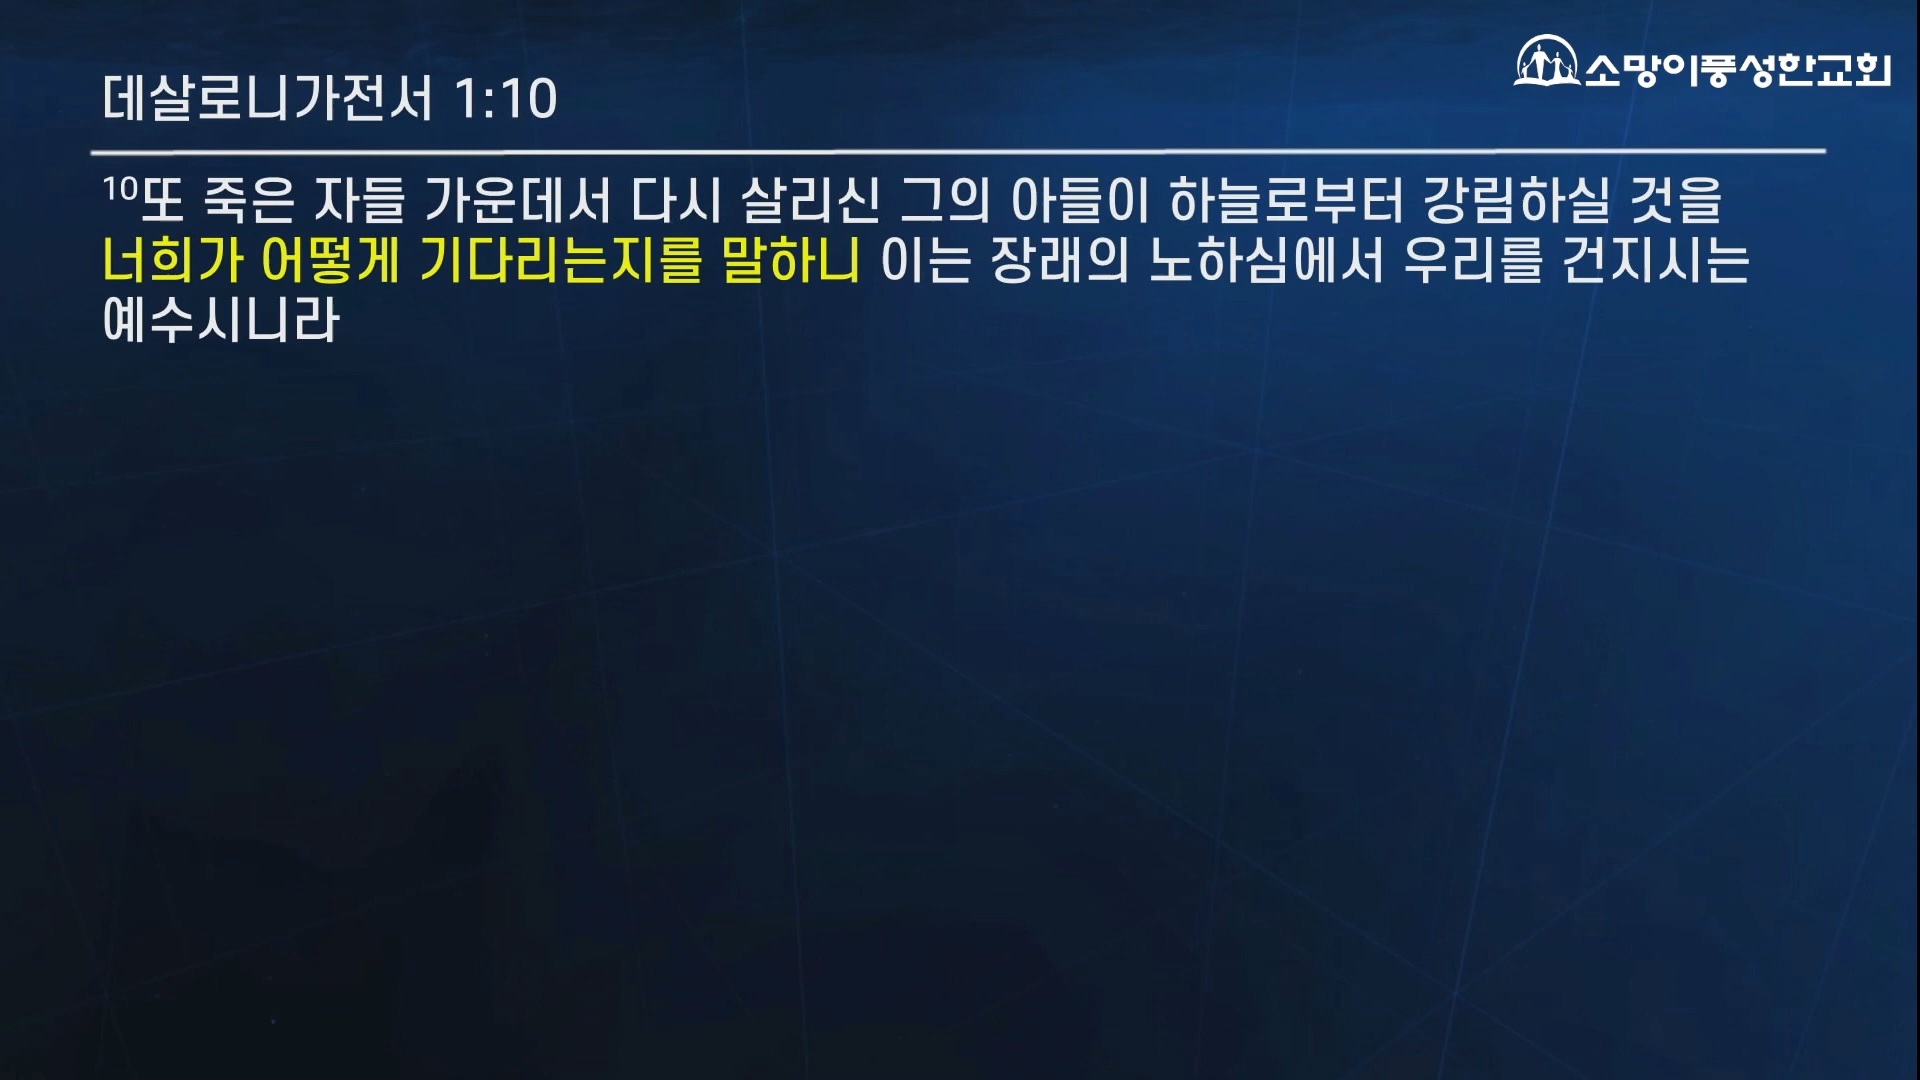 소망이풍성한교회
데살로니가전서 1:10
10또 죽은 자들 가운데서 다시 살리신 그의 아들이 하늘로부터 강림하실 것을
너희가 어떻게 기다리는지를 말하니 이는 장래의 노하심에서 우리를 건지시는
예수시니라